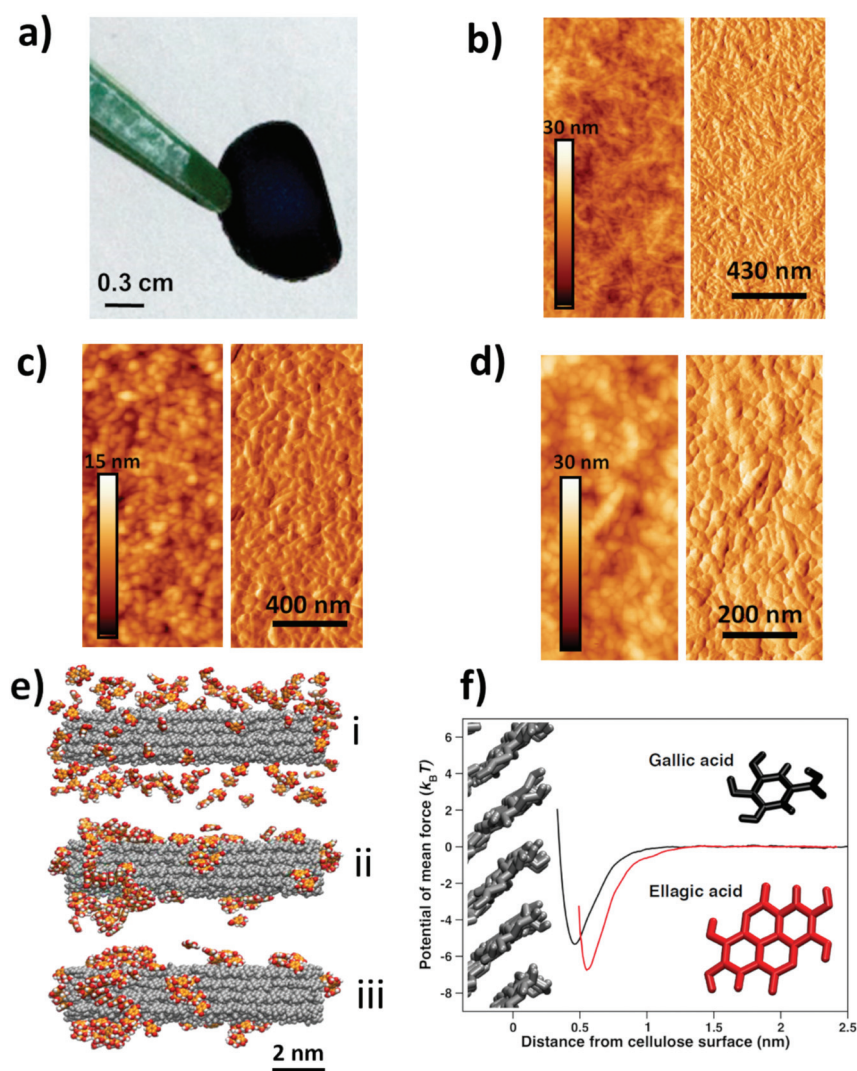 a)
0.3 cm
b)
30 nm
430 nm
c)
15 nm
400 nm
d)
30 nm
200 nm
e)
i
ii
iii
2 nm
f)
Potential of mean force (kBT)
6
4
2
0
-2
-4
-6
-8
Gallic acid
Ellagic acid
0
0.5
1
1.5
2
2.5
Distance from cellulose surface (nm)